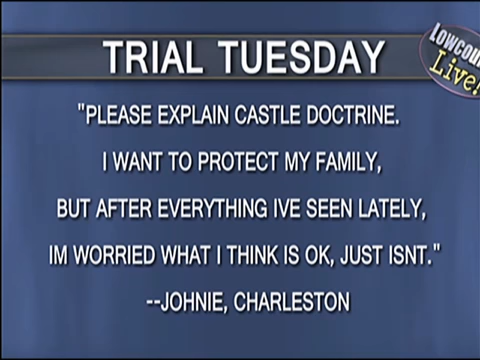 TRIAL TUESDAY
Live!
"PLEASE EXPLAIN CASTLE DOCTRINE.
I WANT TO PROTECT MY FAMILY,
BUT AFTER EVERYTHING IVE SEEN LATELY,
IM WORRIED WHAT I THINK IS OK, JUST ISNT."
--JOHNIE, CHARLESTON